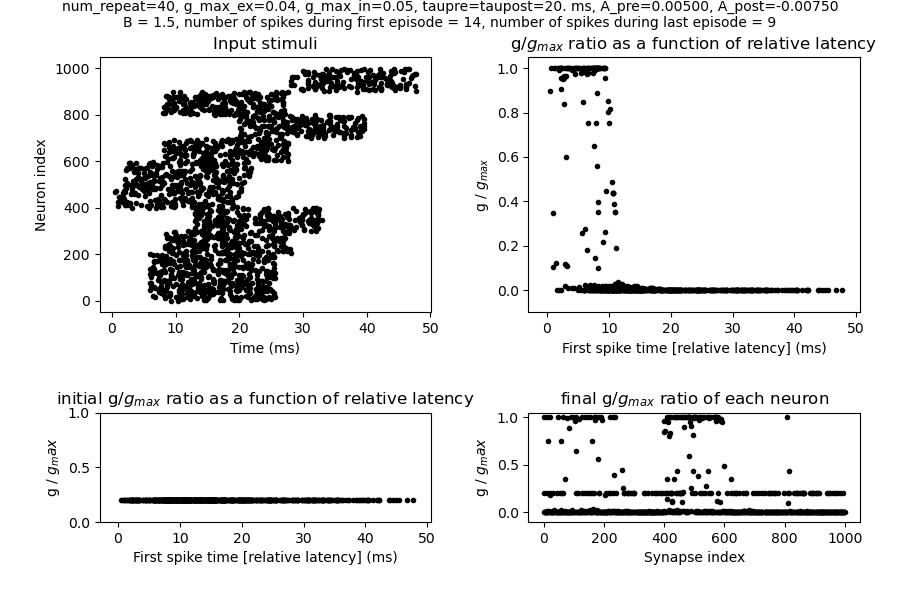 num_repeat=40, g_max_ex=0.04, g_max_in=0.05, taupre=taupost=20. ms, A_pre=0.00500, A_post=-0.00750
B = 1.5, number of spikes during first episode = 14, number of spikes during last episode = 9
Input stimuli
1000
800
600
400
200
0
Neuron index
0 10 20 30 40 50
Time (ms)
g/gmax ratio as a function of relative latency
1.0
0.8
0.6
0.4
0.2
0.0
g / gmax
0 10 20 30 40 50
First spike time [relative latency] (ms)
initial g/gmax ratio as a function of relative latency
1.0
0.5
0.0
g / gmax
0 10 20 30 40 50
First spike time [relative latency] (ms)
final g/gmax ratio of each neuron
1.0
0.5
0.0
g / gmax
0 200 400 600 800 1000
Synapse index